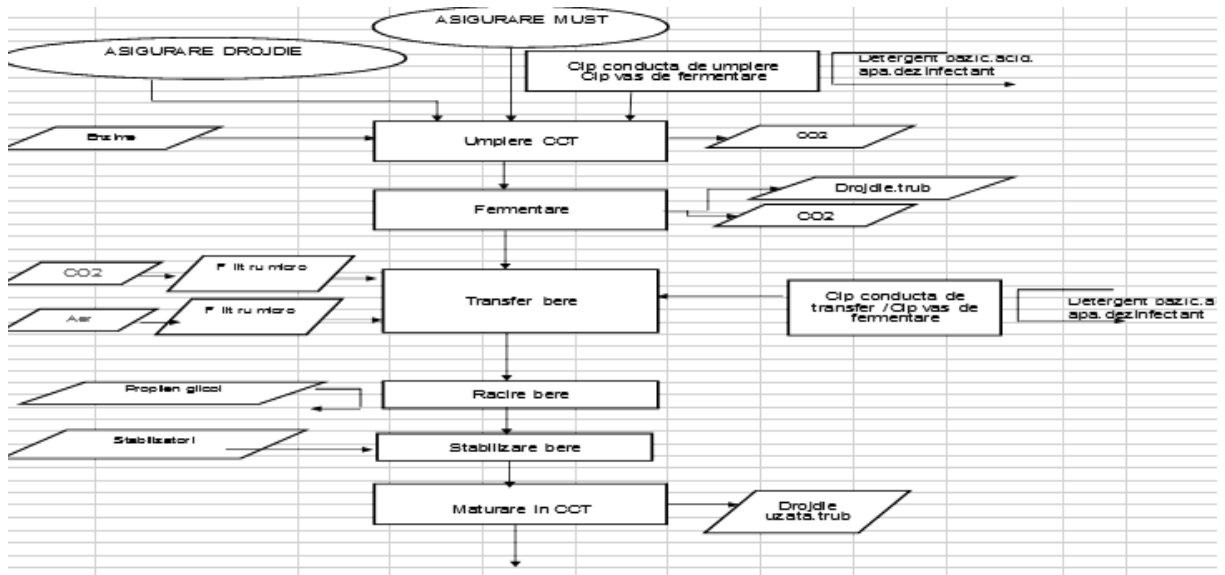 ASIGURARE MUST
ASIGURARE DROJDIE
Cip conducta de umplere
Cip vas de fermentare
Detergent bazic.acid.
apa.dezinfectant
Enzime
Umplere CCT
CO2
Drojdie.trub
Fermentare
CO2
CO2
Filtru micro
Transfer bere
Cip conducta de
transfer /Cip vas de
fermentare
Detergent bazic.a
apa.dezinfectant
Aer
Filtru micro
Propilen glicol
Racire bere
Stabilizatori
Stabilizare bere
Maturare in CCT
Drojdie
uzata.trub